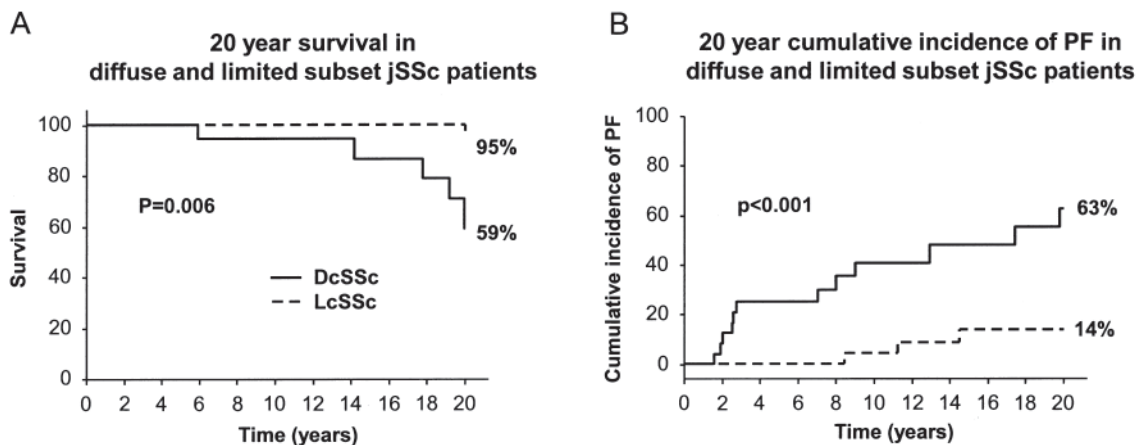 A
20 year survival in
diffuse and limited subset jSSc patients
100
80
60
40
20
0
Survival
95%
P=0.006
59%
DcSSc
LcSSc
0 2 4 6 8 10 12 14 16 18 20
Time (years)
B
20 year cumulative incidence of PF in
diffuse and limited subset jSSc patients
100
80
60
40
20
0
Cumulative incidence of PF
p<0.001
63%
14%
0 2 4 6 8 10 12 14 16 18 20
Time (years)